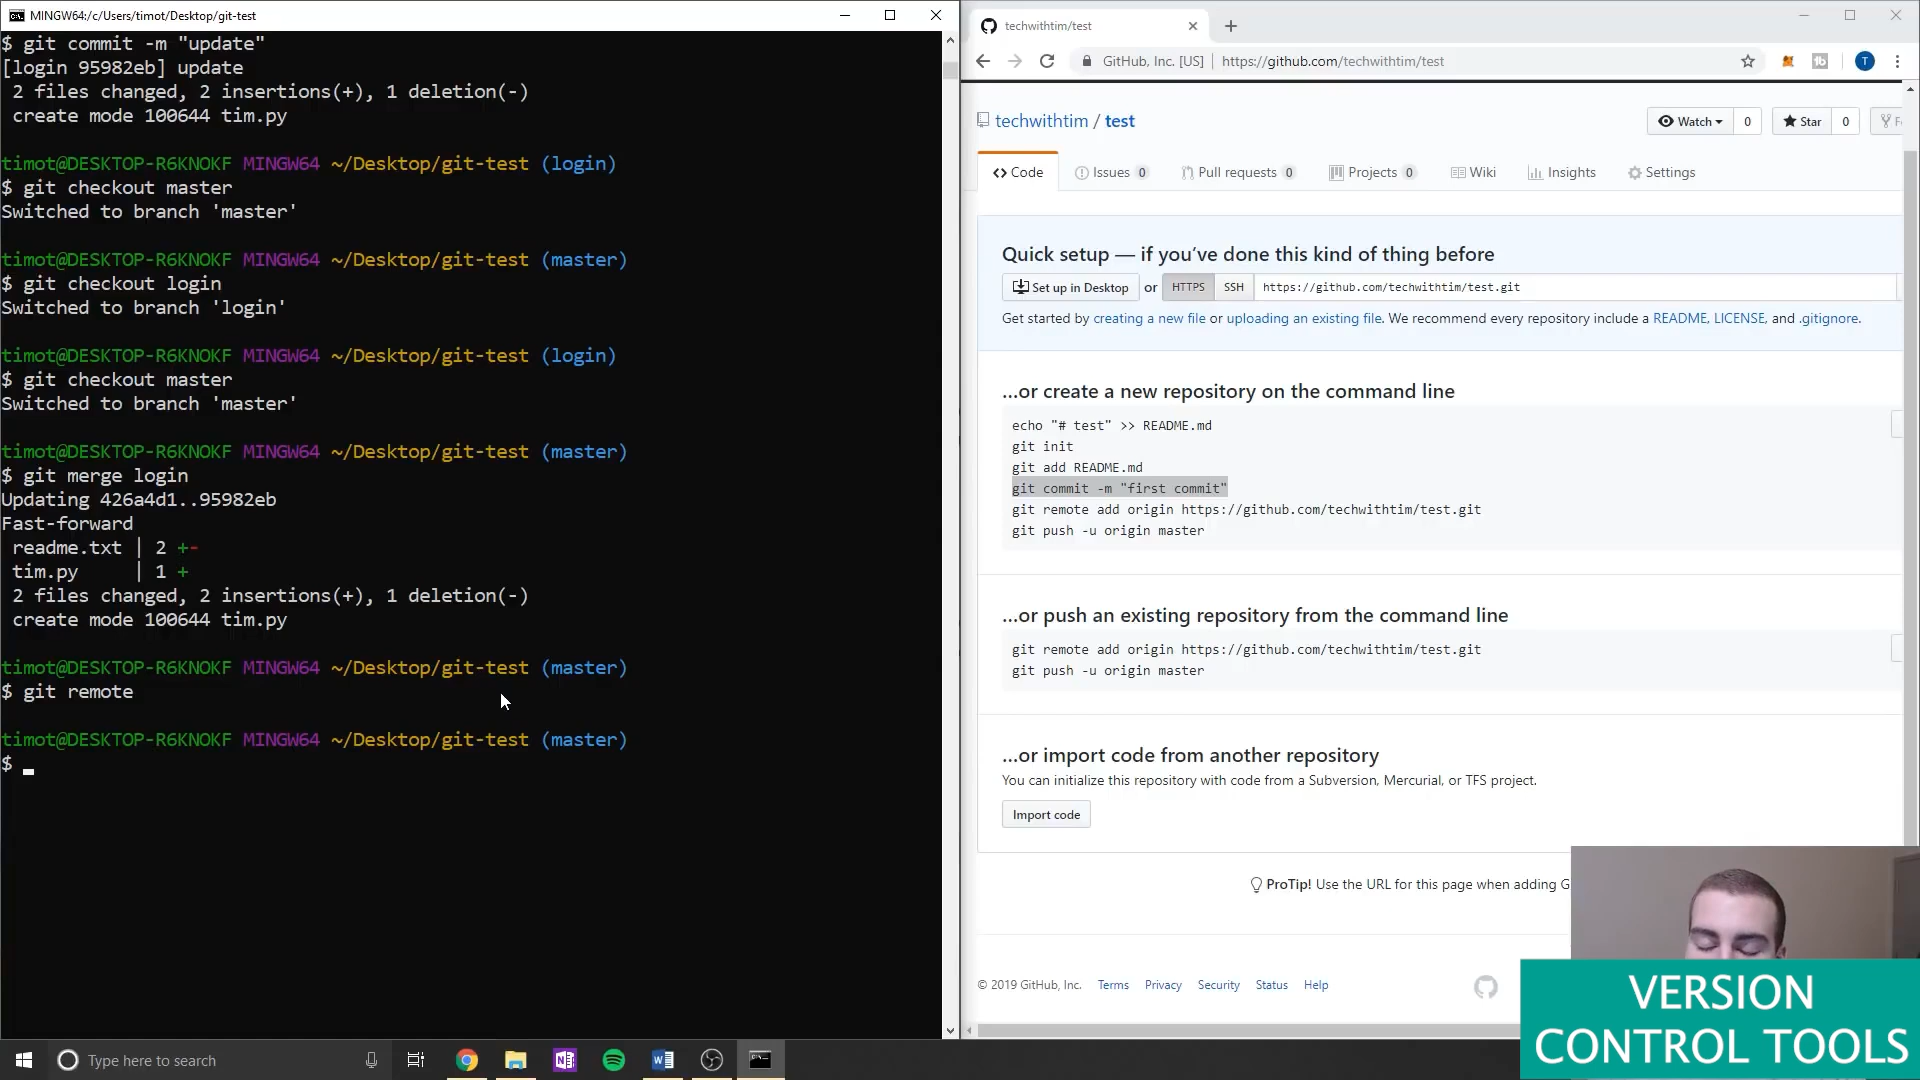 MINGW64:/c/Users/timot/Desktop/git-test
$ git commit -m "update"
[login 95982eb] update
2 files changed, 2 insertions(+), 1 deletion(-)
create mode 100644 tim.py
timot@DESKTOP-R6KNOKF MINGW64 ~/Desktop/git-test (login)
$ git checkout master
Switched to branch 'master'
timot@DESKTOP-R6KNOKF MINGW64 ~/Desktop/git-test (master)
$ git checkout login
Switched to branch 'login'
timot@DESKTOP-R6KNOKF MINGW64 ~/Desktop/git-test (login)
$ git checkout master
Switched to branch 'master'
timot@DESKTOP-R6KNOKF MINGW64 ~/Desktop/git-test (master)
$ git merge login
Updating 426a4d1..95982eb
Fast-forward
readme.txt | 2 +-
tim.py | 1 +
2 files changed, 2 insertions(+), 1 deletion(-)
create mode 100644 tim.py
timot@DESKTOP-R6KNOKF MINGW64 ~/Desktop/git-test (master)
$ git remote
timot@DESKTOP-R6KNOKF MINGW64 ~/Desktop/git-test (master)
$
techwithtim/test
GitHub, Inc. [US] | https://github.com/techwithtim/test
T
techwithtim / test
Watch 0 Star 0
Code Issues 0 Pull requests 0 Projects 0 Wiki Insights Settings
Quick setup — if you've done this kind of thing before
Set up in Desktop or HTTPS SSH https://github.com/techwithtim/test.git
Get started by creating a new file or uploading an existing file. We recommend every repository include a README, LICENSE, and .gitignore.
…or create a new repository on the command line
echo "# test" >> README.md
git init
git add README.md
git commit -m "first commit"
git remote add origin https://github.com/techwithtim/test.git
git push -u origin master
…or push an existing repository from the command line
git remote add origin https://github.com/techwithtim/test.git
git push -u origin master
…or import code from another repository
You can initialize this repository with code from a Subversion, Mercurial, or TFS project.
Import code
ProTip! Use the URL for this page when adding G
© 2019 GitHub, Inc. Terms Privacy Security Status Help
VERSION
CONTROL TOOLS
Type here to search